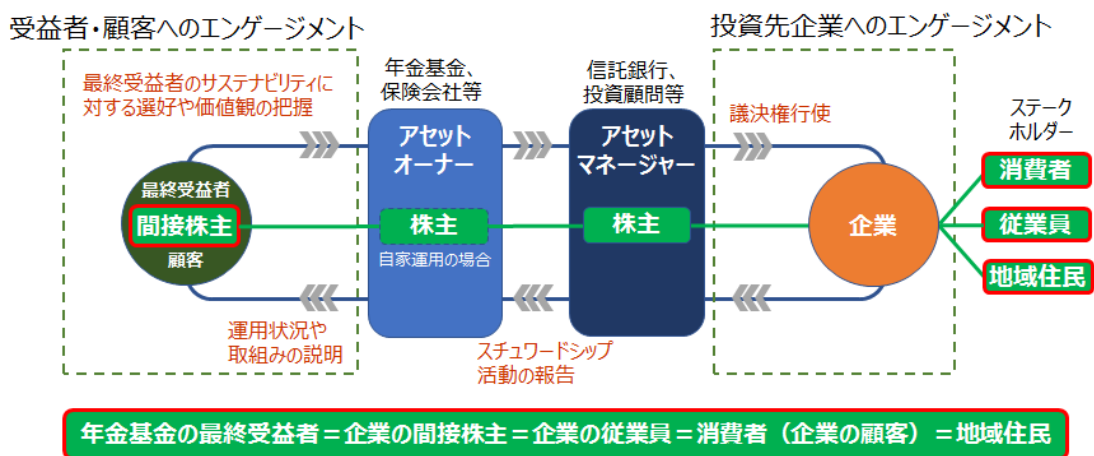 受益者・顧客へのエンゲージメント
投資先企業へのエンゲージメント
最終受益者のサステナビリティに
対する選好や価値観の把握
年金基金、
保険会社等
信託銀行、
投資顧問等
議決権行使
ステーク
ホルダー
アセット
オーナー
アセット
マネージャー
消費者
最終受益者
間接株主
顧客
株主
自家運用の場合
株主
企業
従業員
地域住民
運用状況や
取組みの説明
スチュワードシップ
活動の報告
年金基金の最終受益者＝企業の間接株主＝企業の従業員＝消費者（企業の顧客）＝地域住民